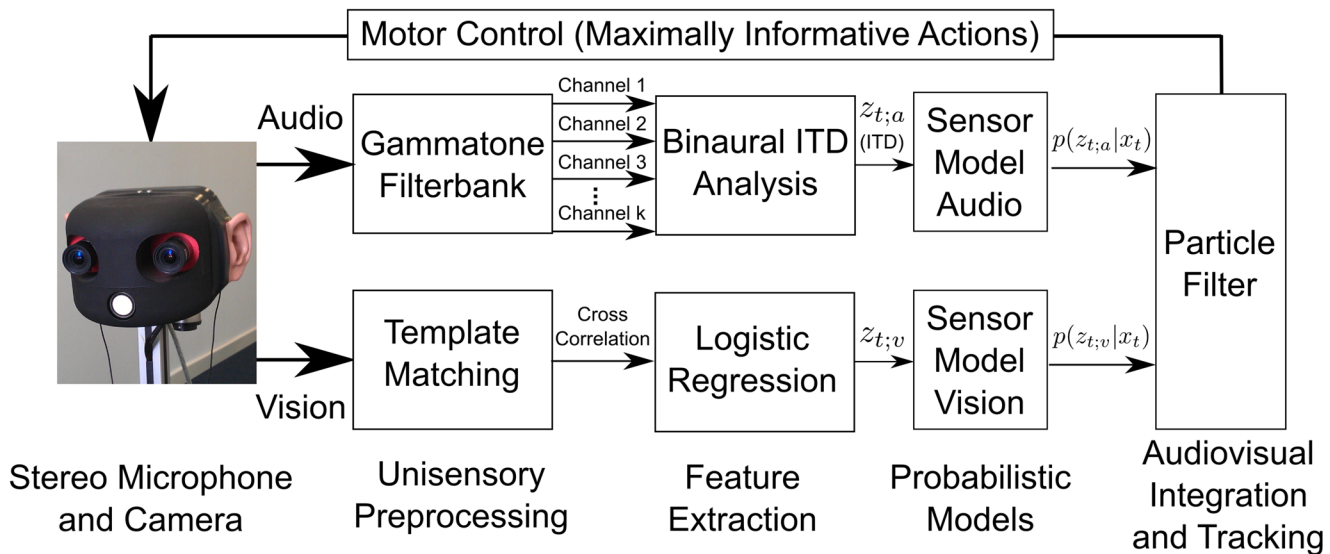 Motor Control (Maximally Informative Actions)
Audio
Gammatone
Filterbank
Channel 1
Channel 2
Channel 3
⋮
Channel k
Binaural ITD
Analysis
z_{t;a}
(ITD)
Sensor
Model
Audio
p(z_{t;a}|x_t)
Particle
Filter
Vision
Template
Matching
Cross
Correlation
Logistic
Regression
z_{t;v}
Sensor
Model
Vision
p(z_{t;v}|x_t)
Stereo Microphone
and Camera
Unisensory
Preprocessing
Feature
Extraction
Probabilistic
Models
Audiovisual
Integration
and Tracking